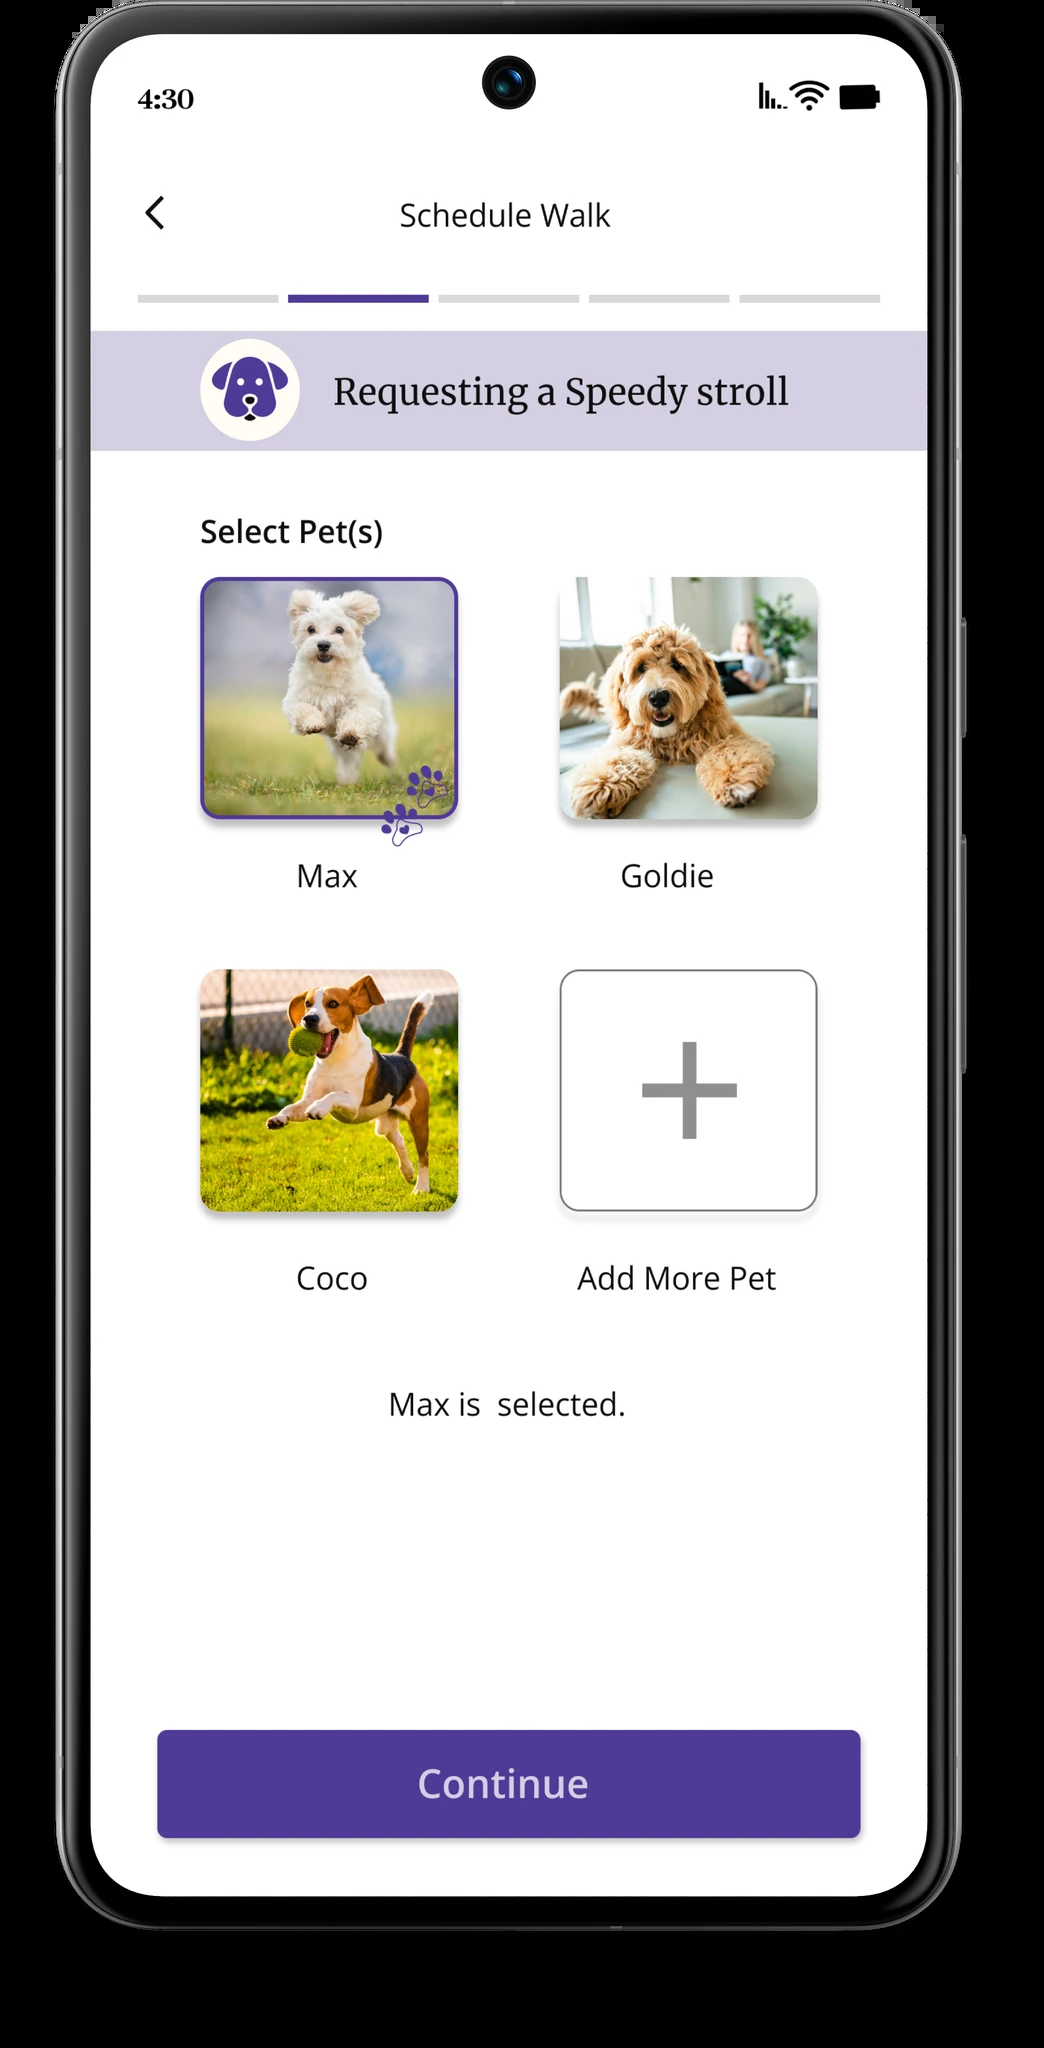 4:30
Schedule Walk
Requesting a Speedy stroll
Select Pet(s)
Max
Goldie
Coco
Add More Pet
Max is  selected.
Continue